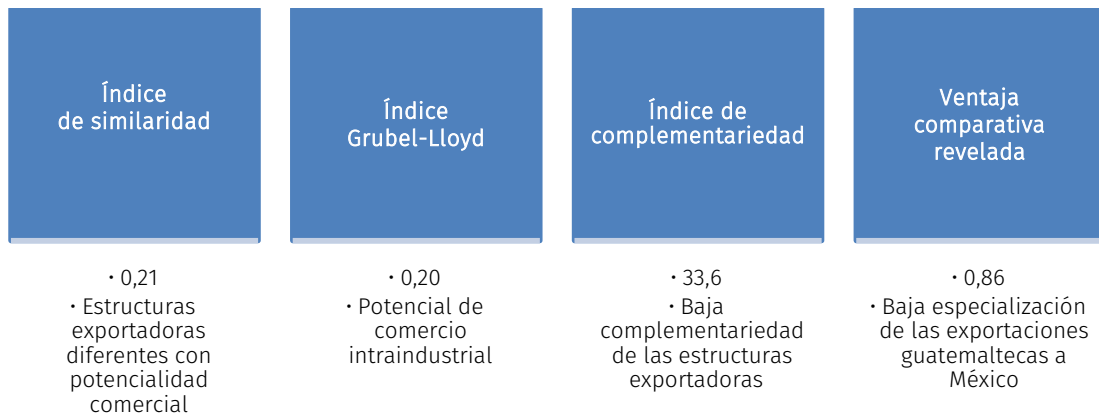 Índice
de similaridad
• 0,21
• Estructuras
exportadoras
diferentes con
potencialidad
comercial
Índice
Grubel-Lloyd
• 0,20
• Potencial de
comercio
intraindustrial
Índice de
complementariedad
• 33,6
• Baja
complementariedad
de las estructuras
exportadoras
Ventaja
comparativa
revelada
• 0,86
• Baja especialización
de las exportaciones
guatemaltecas a
México